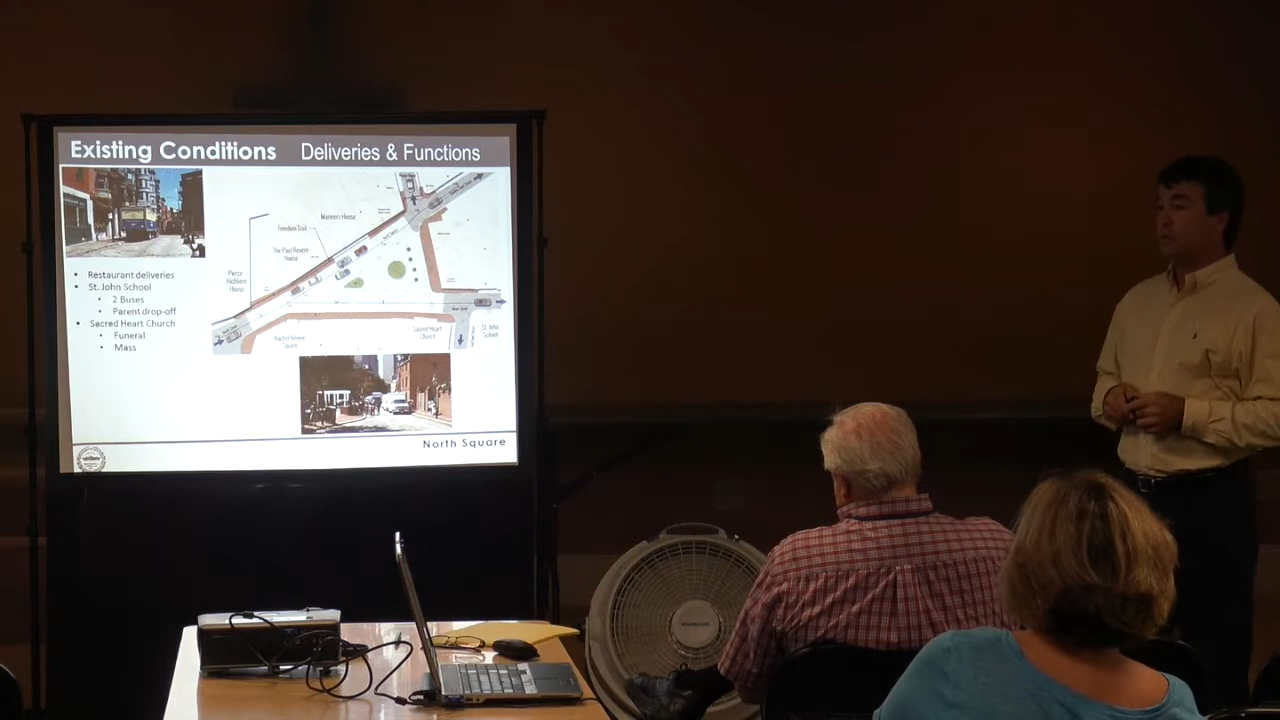 Existing Conditions Deliveries & Functions
Mariners House
Freedom Trail
The Paul Revere
House
Pierce
Hichborn
House
Restaurant deliveries
St. John School
2 Buses
Parent drop-off
Sacred Heart Church
Funeral
Mass
Rachel Revere
Square
Sacred Heart
Church
St. John
School
North Square